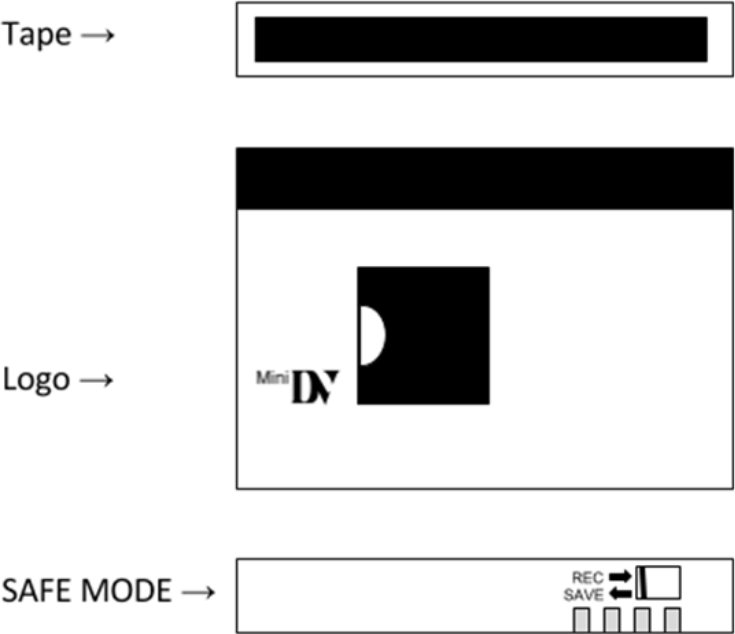 Tape →
Logo →
Mini DV
SAFE MODE →
REC ➡
SAVE ⬅